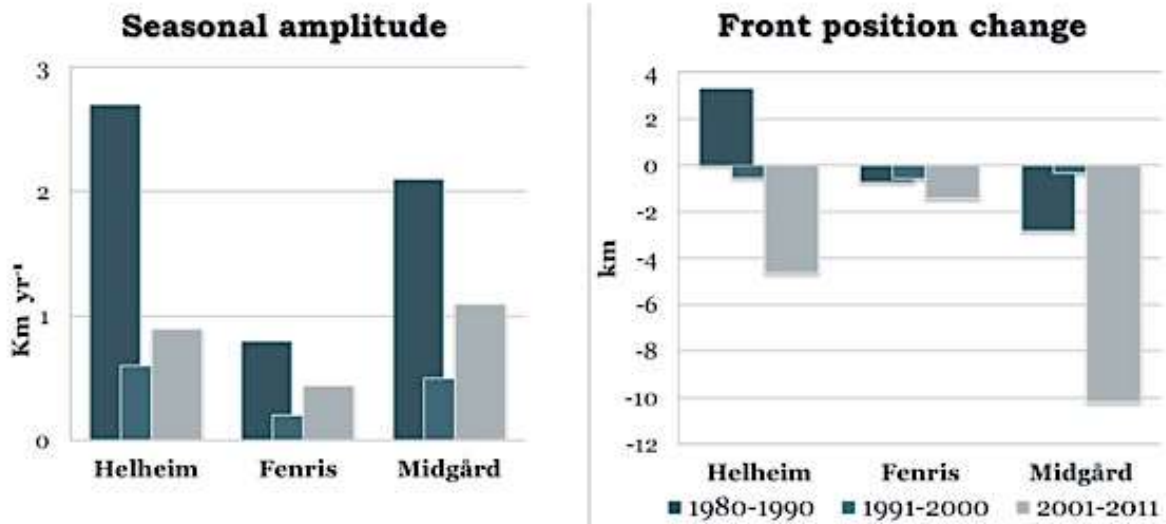 Seasonal amplitude
3
2
1
0
Km yr⁻¹
Helheim Fenris Midgård
Front position change
4
2
0
-2
-4
-6
-8
-10
-12
km
Helheim Fenris Midgård
1980-1990 1991-2000 2001-2011